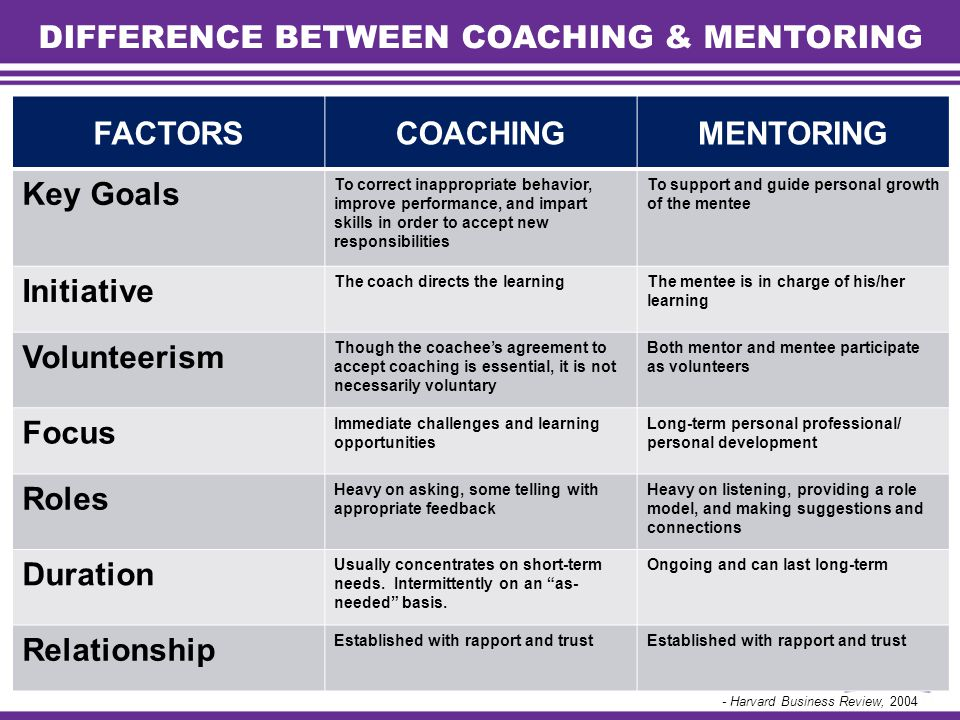 DIFFERENCE BETWEEN COACHING & MENTORING
FACTORS COACHING MENTORING
Key Goals
To correct inappropriate behavior,
improve performance, and impart
skills in order to accept new
responsibilities
To support and guide personal growth
of the mentee
Initiative
The coach directs the learning
The mentee is in charge of his/her
learning
Volunteerism
Though the coachee’s agreement to
accept coaching is essential, it is not
necessarily voluntary
Both mentor and mentee participate
as volunteers
Focus
Immediate challenges and learning
opportunities
Long-term personal professional/
personal development
Roles
Heavy on asking, some telling with
appropriate feedback
Heavy on listening, providing a role
model, and making suggestions and
connections
Duration
Usually concentrates on short-term
needs. Intermittently on an “as-
needed” basis.
Ongoing and can last long-term
Relationship
Established with rapport and trust
Established with rapport and trust
- Harvard Business Review, 2004